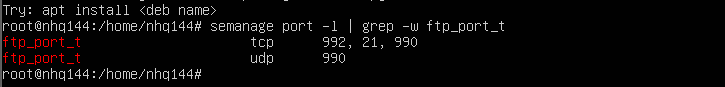 Try: apt install <deb name>
root@nhq144:/home/nhq144# semanage port -l | grep -w ftp_port_t
ftp_port_t tcp 992, 21, 990
ftp_port_t udp 990
root@nhq144:/home/nhq144#